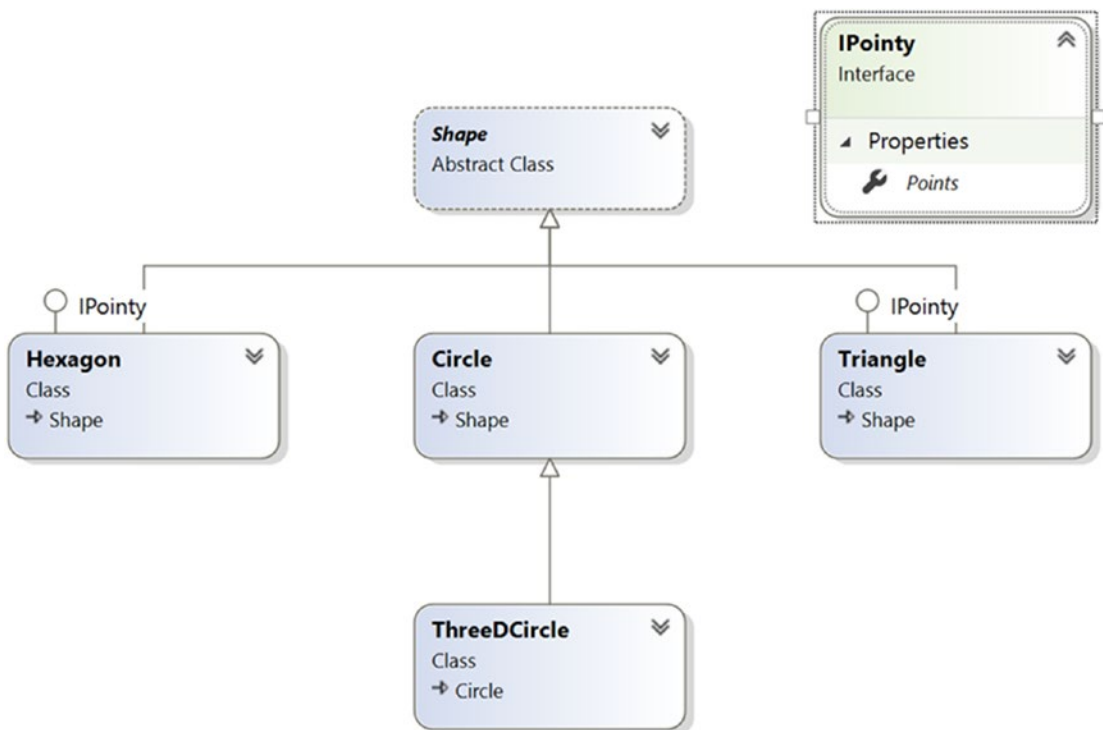 IPointy
Interface
Properties
Points
Shape
Abstract Class
IPointy
IPointy
Hexagon
Class
Shape
Circle
Class
Shape
Triangle
Class
Shape
ThreeDCircle
Class
Circle